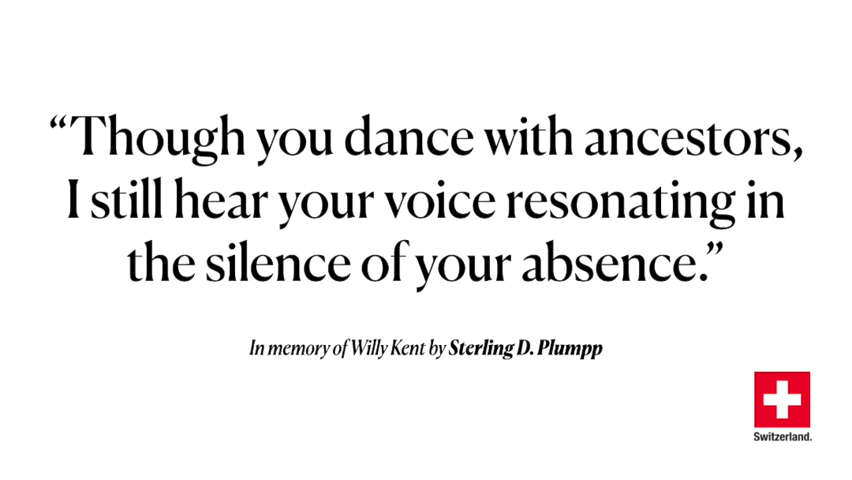 “Though you dance with ancestors,
I still hear your voice resonating in
the silence of your absence.”
In memory of Willy Kent by Sterling D. Plumpp
Switzerland.